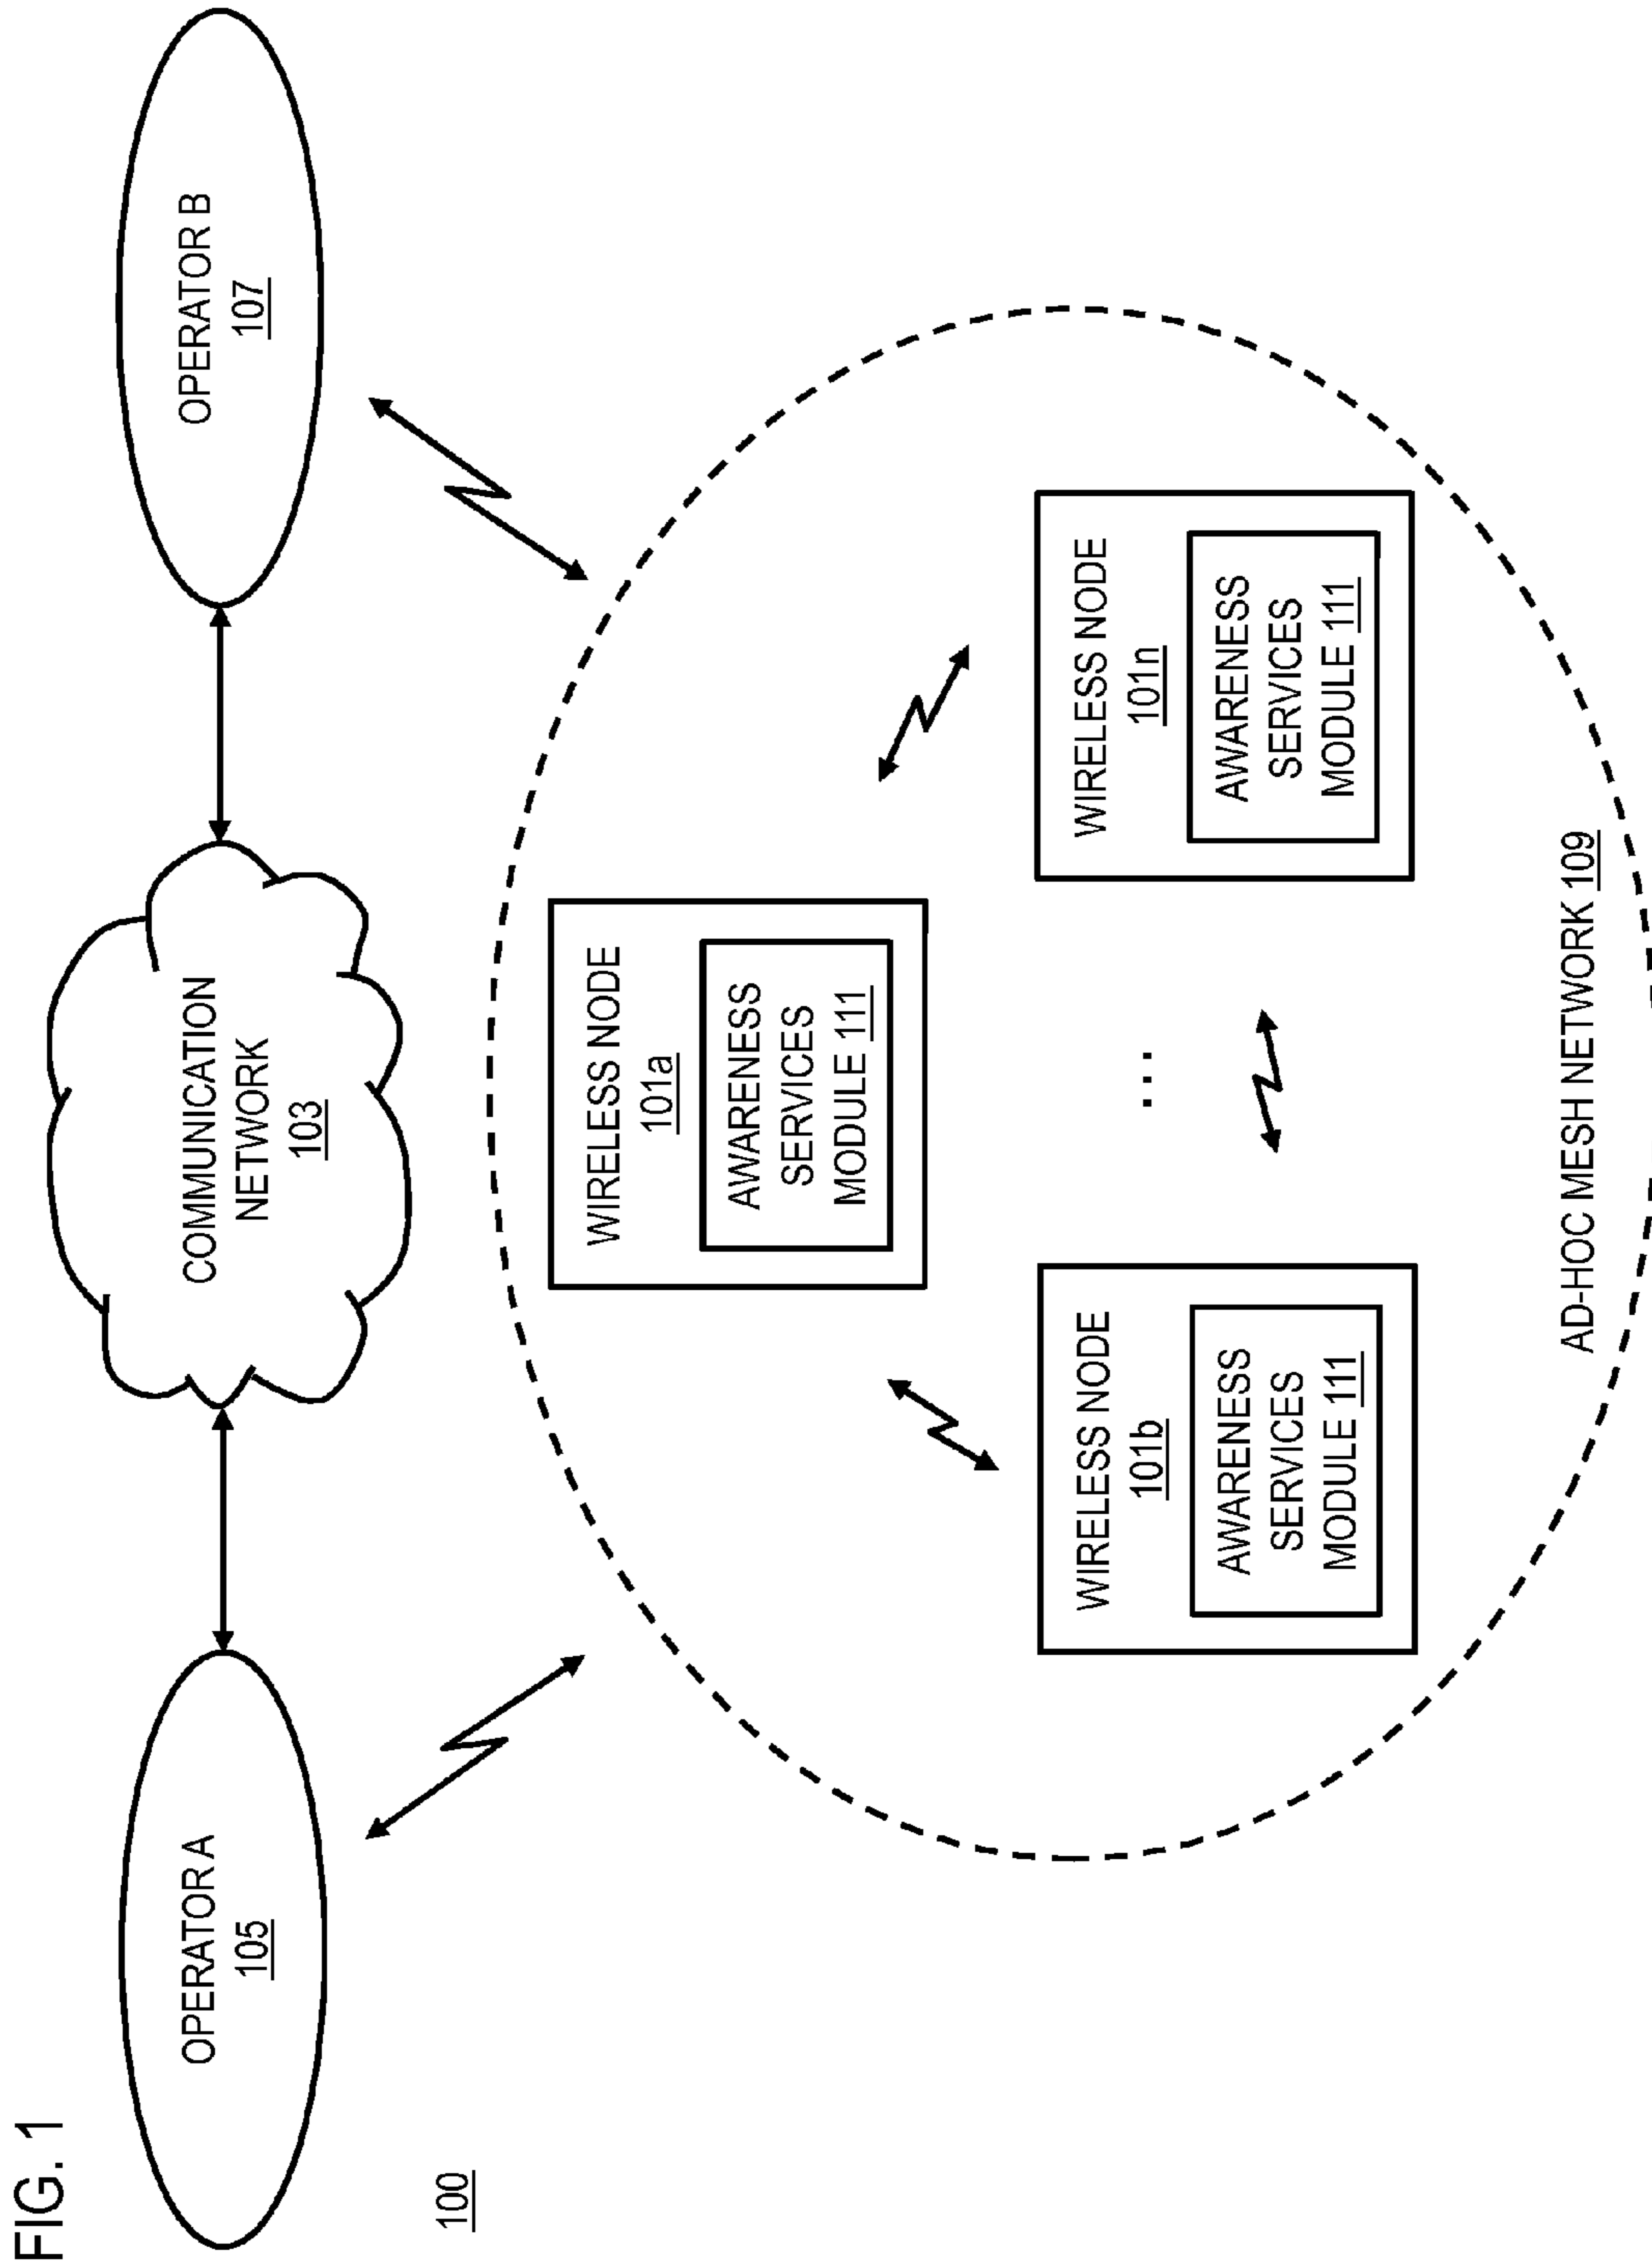 FIG. 1
100
OPERATOR A
105
COMMUNICATION
NETWORK
103
OPERATOR B
107
WIRELESS NODE
101a
AWARENESS
SERVICES
MODULE 111
WIRELESS NODE
101b
AWARENESS
SERVICES
MODULE 111
...
WIRELESS NODE
101n
AWARENESS
SERVICES
MODULE 111
AD-HOC MESH NETWORK 109